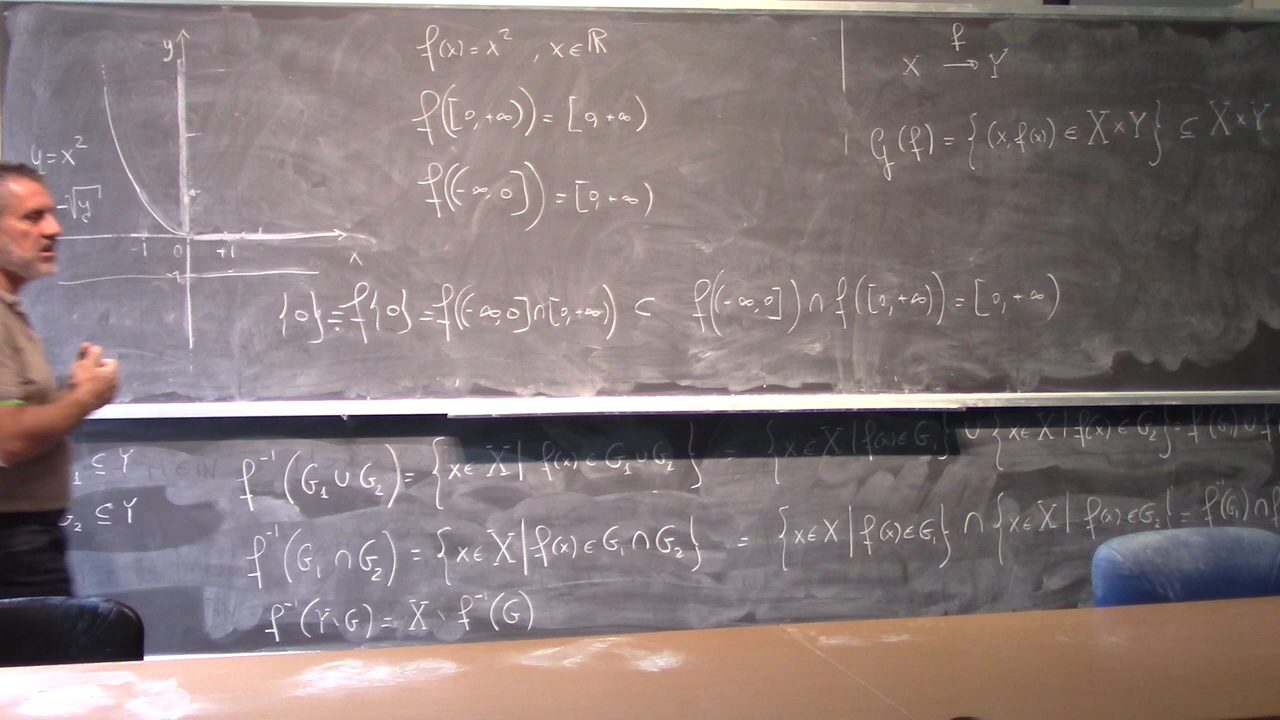 y
y = x²
-√y
-1 0 +1 x
f(x) = x² , x ∈ ℝ
f([0,+∞)) = [0,+∞)
f((-∞,0]) = [0,+∞)
{0} = f{0} = f((-∞,0]∩[0,+∞)) ⊂ f((-∞,0]) ∩ f([0,+∞)) = [0,+∞)
X →f Y
G(f) = {(x,f(x) ∈ X×Y} ⊆ X×Y
₁ ⊆ Y
G₂ ⊆ Y
f⁻¹(G₁ ∪ G₂) = {x ∈ X | f(x) ∈ G₁ ∪ G₂} = {x ∈ X | f(x) ∈ G₁} ∪ {x ∈ X | f(x) ∈ G₂} = f⁻¹(G₁) ∪ f
f⁻¹(G₁ ∩ G₂) = {x ∈ X | f(x) ∈ G₁ ∩ G₂} = {x ∈ X | f(x) ∈ G₁} ∩ {x ∈ X | f(x) ∈ G₂} = f⁻¹(G₁) ∩ f
f⁻¹(Y∖G) = X ∖ f⁻¹(G)